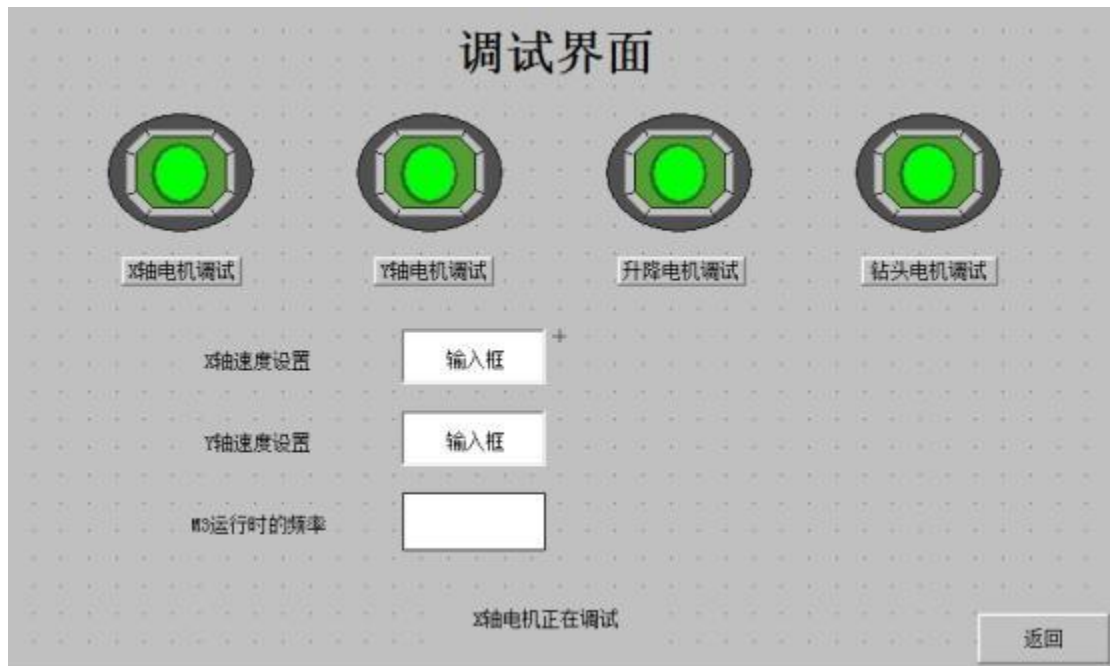 调试界面
X轴电机调试
Y轴电机调试
升降电机调试
钻头电机调试
X轴速度设置
输入框
Y轴速度设置
输入框
M3运行时的频率
X轴电机正在调试
返回